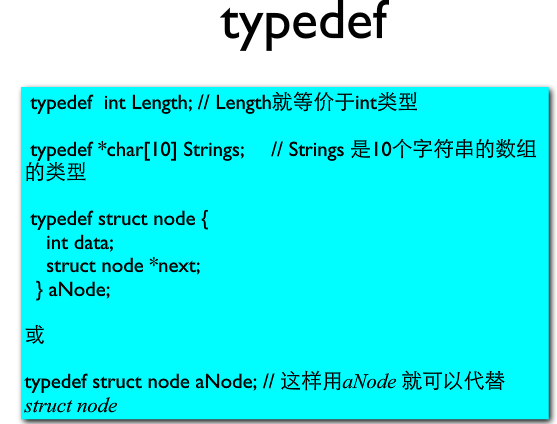 typedef
typedef int Length; // Length就等价于int类型
typedef *char[10] Strings; // Strings 是10个字符串的数组
的类型
typedef struct node {
int data;
struct node *next;
} aNode;
或
typedef struct node aNode; // 这样用aNode 就可以代替
struct node